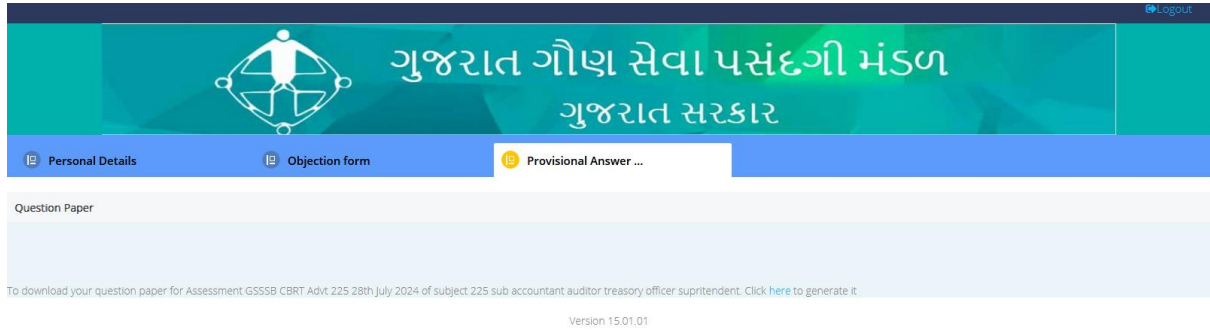 Logout
ગુજરાત ગૌણ સેવા પસંદગી મંડળ
ગુજરાત સરકાર
Personal Details
Objection form
Provisional Answer ...
Question Paper
To download your question paper for Assessment GSSSB CBRT Advt 225 28th July 2024 of subject 225 sub accountant auditor treasory officer supritendent. Click here to generate it
Version 15.01.01